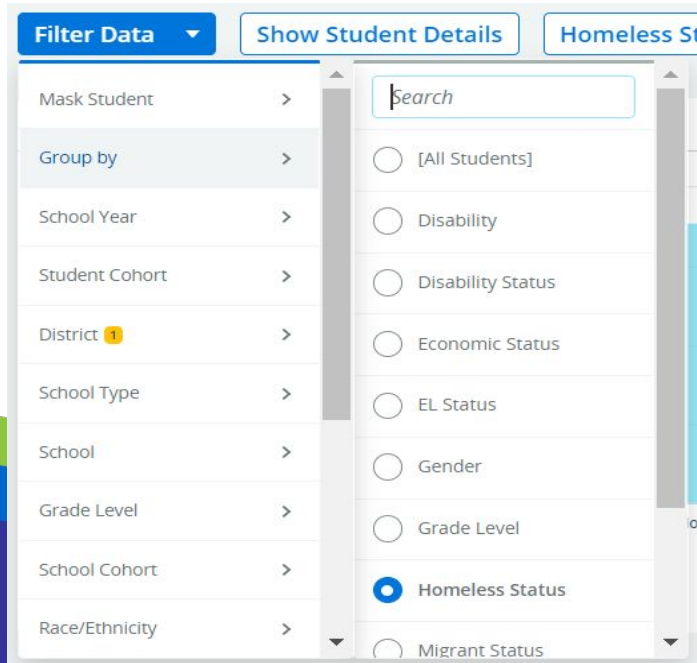 Filter Data
Show Student Details
Homeless St
Mask Student
Group by
School Year
Student Cohort
District 1
School Type
School
Grade Level
School Cohort
Race/Ethnicity
Search
[All Students]
Disability
Disability Status
Economic Status
EL Status
Gender
Grade Level
Homeless Status
Migrant Status